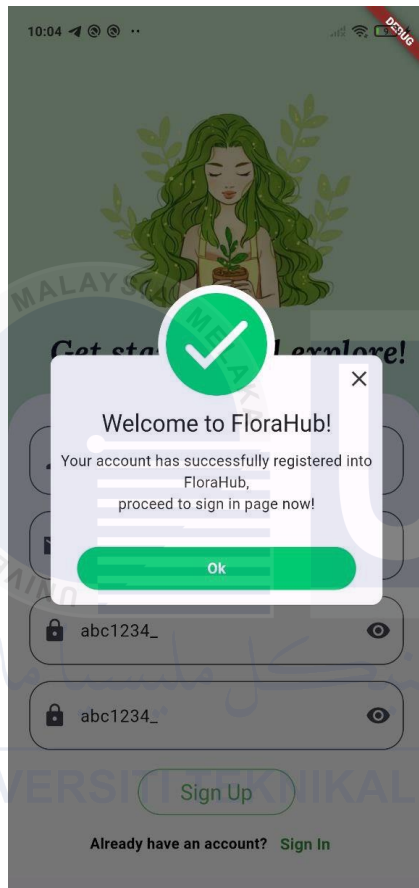 10:04
DEBUG
Get sta explore!
Welcome to FloraHub!
Your account has successfully registered into
FloraHub,
proceed to sign in page now!
Ok
abc1234_
abc1234_
Sign Up
Already have an account? Sign In
MALAYSIA MELAKA
UNIVERSITI TEKNIKAL